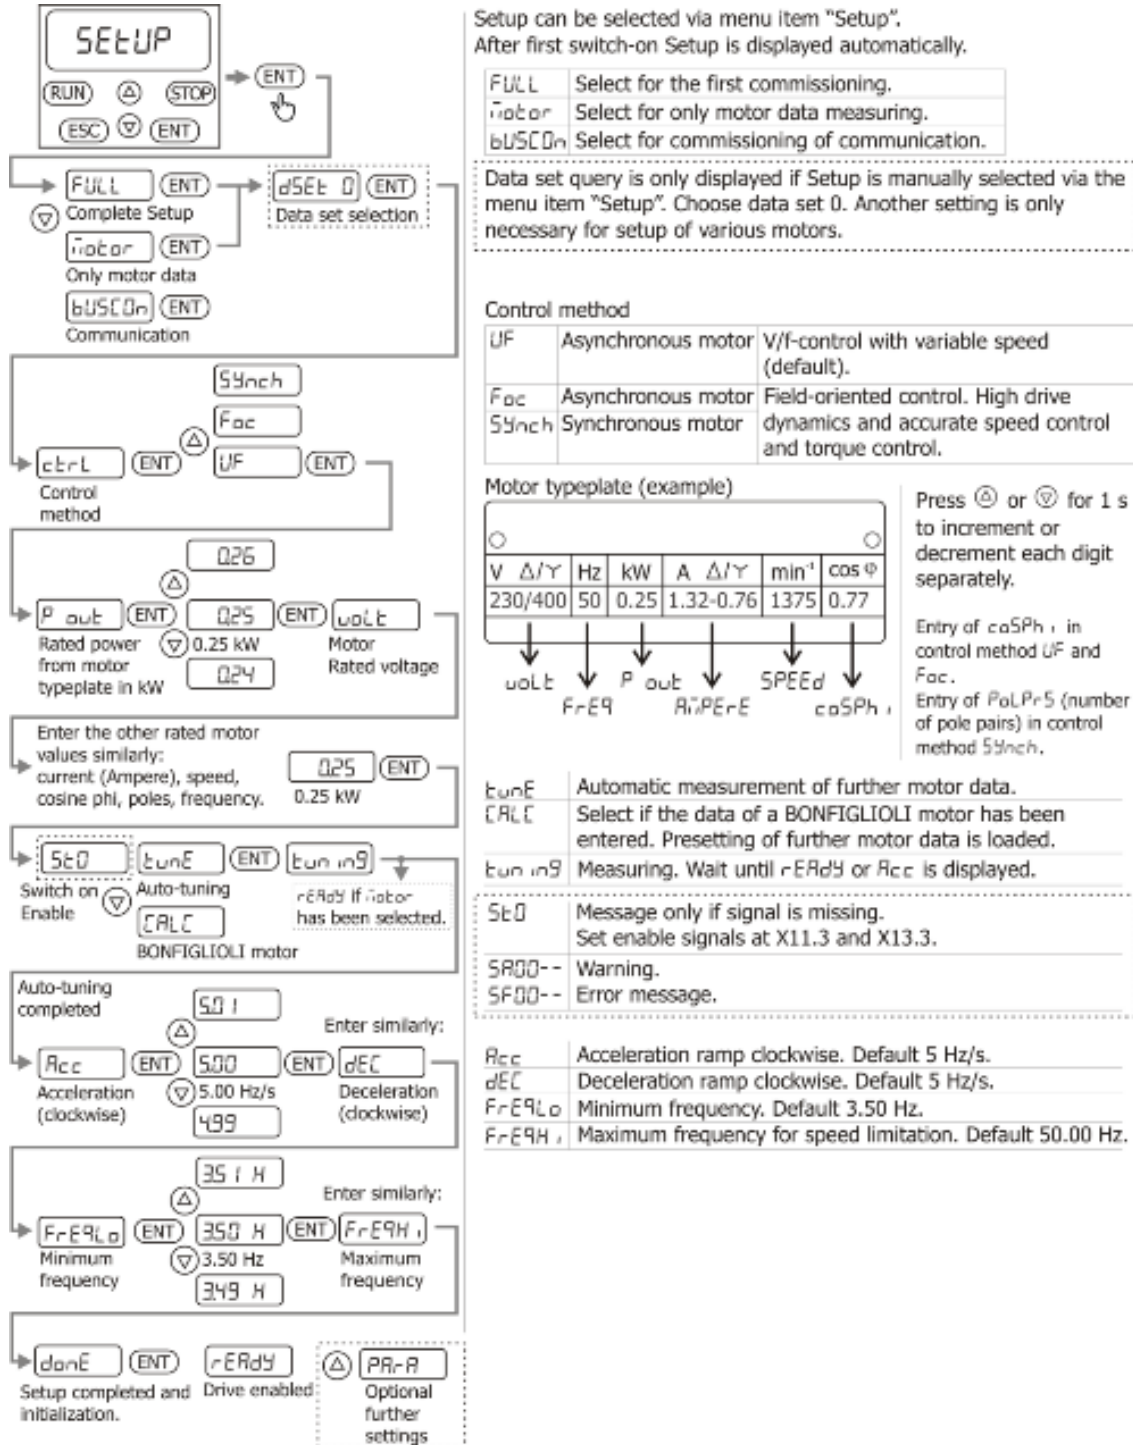 SEtUP
RUN STOP
ESC ENT
ENT
FULL ENT
Complete Setup
dSEt 0 ENT
Data set selection
motor ENT
Only motor data
bUSCOn ENT
Communication
SYnch
Foc
ctrL ENT UF ENT
Control
method
0.26
P out ENT 0.25 ENT uoLt
Rated power
from motor
typeplate in kW
0.25 kW
0.24
Motor
Rated voltage
Enter the other rated motor
values similarly:
current (Ampere), speed,
cosine phi, poles, frequency.
0.25 ENT
0.25 kW
StO tunE ENT tuning
Switch on
Enable
Auto-tuning
CALC
BONFIGLIOLI motor
rEAdY if motor
has been selected.
Auto-tuning
completed
5.01
Enter similarly:
Acc ENT 5.00 ENT dEC
Acceleration
(clockwise)
5.00 Hz/s
4.99
Deceleration
(clockwise)
3.51 H
Enter similarly:
FrEqLo ENT 3.50 H ENT FrEqHi
Minimum
frequency
3.50 Hz
3.49 H
Maximum
frequency
donE ENT rEAdY PArA
Setup completed and
initialization.
Drive enabled
Optional
further
settings
Setup can be selected via menu item “Setup”.
After first switch-on Setup is displayed automatically.
FULL Select for the first commissioning.
motor Select for only motor data measuring.
bUSCOn Select for commissioning of communication.
Data set query is only displayed if Setup is manually selected via the
menu item “Setup”. Choose data set 0. Another setting is only
necessary for setup of various motors.
Control method
UF Asynchronous motor V/f-control with variable speed
(default).
Foc Asynchronous motor Field-oriented control. High drive
SYnch Synchronous motor dynamics and accurate speed control
and torque control.
Motor typeplate (example)
V Δ/Y Hz kW A Δ/Y min⁻¹ cos φ
230/400 50 0.25 1.32-0.76 1375 0.77
uoLt P out SPEEd
FrEq AmPErE coSPhi
Press △ or ▽ for 1 s
to increment or
decrement each digit
separately.
Entry of coSPhi in
control method UF and
Foc.
Entry of PoLPrS (number
of pole pairs) in control
method SYnch.
tunE Automatic measurement of further motor data.
CALC Select if the data of a BONFIGLIOLI motor has been
entered. Presetting of further motor data is loaded.
tuning Measuring. Wait until rEAdY or Acc is displayed.
StO Message only if signal is missing.
Set enable signals at X11.3 and X13.3.
SA00-- Warning.
SF00-- Error message.
Acc Acceleration ramp clockwise. Default 5 Hz/s.
dEC Deceleration ramp clockwise. Default 5 Hz/s.
FrEqLo Minimum frequency. Default 3.50 Hz.
FrEqHi Maximum frequency for speed limitation. Default 50.00 Hz.